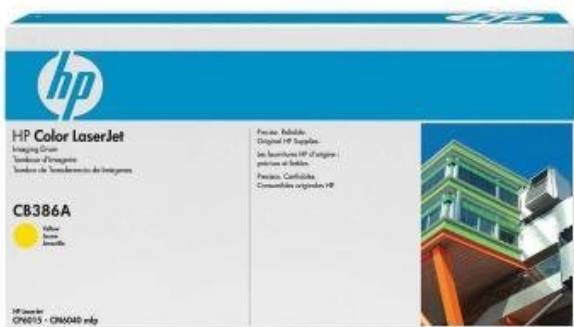 hp
HP Color LaserJet
Imaging Drum
Tambour d'imagerie
Tambor de Transferencia de Imágenes
CB386A
Yellow
Jaune
Amarillo
HP LaserJet
CP6015 - CM6040 mfp
Precise. Reliable.
Original HP Supplies.
Les fournitures HP d'origine :
précises et fiables.
Precisos. Confiables.
Consumibles originales HP